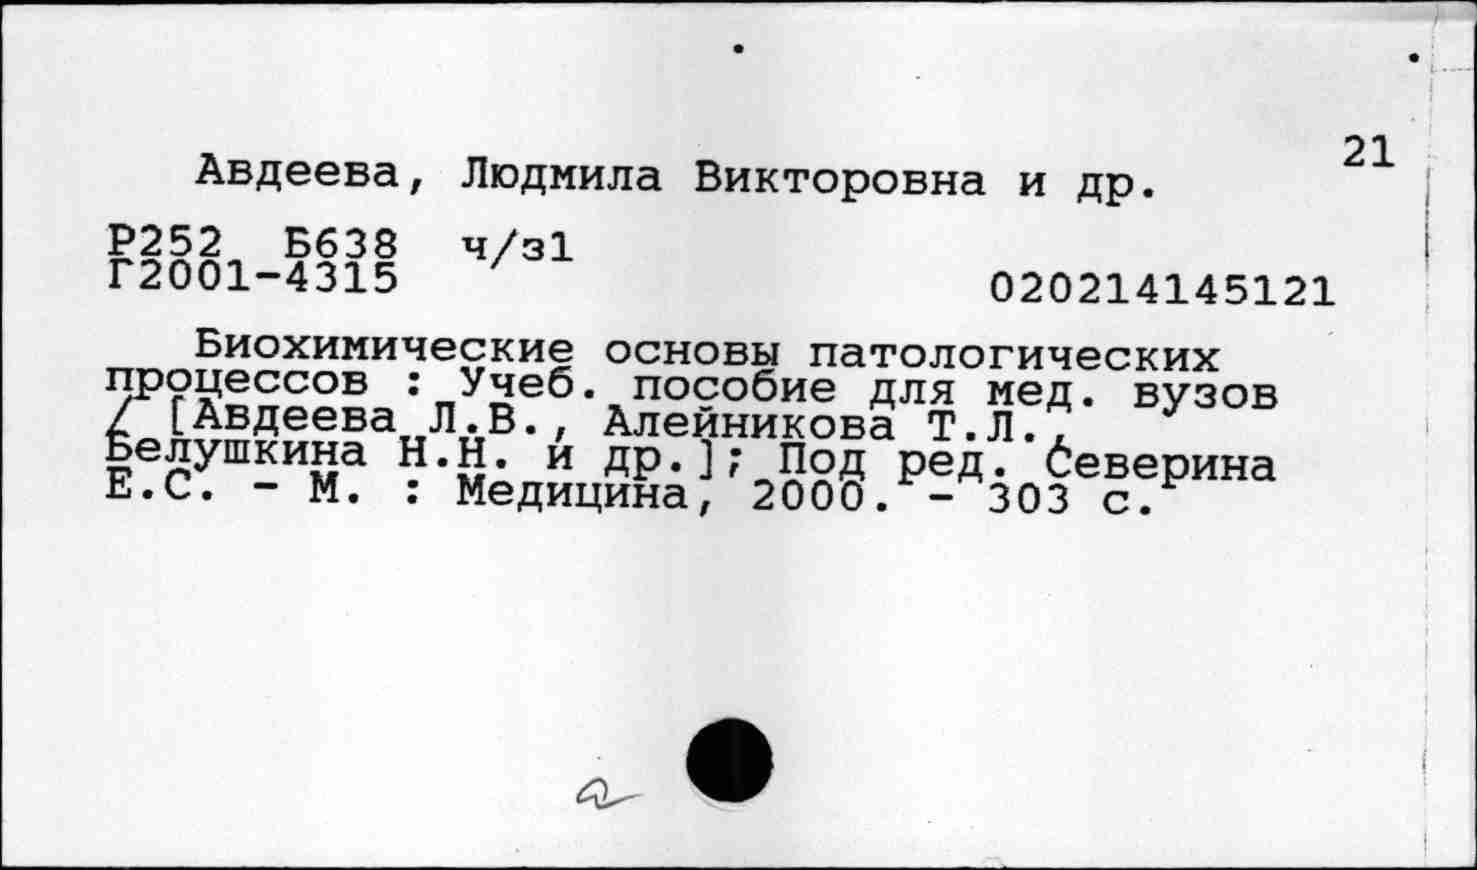 21
Авдеева, Людмила Викторовна и др.
Р252 Б638 ч/з1
Г2001-4315
020214145121
Биохимические основы патологических
процессов : Учеб. пособие для мед. вузов
/ [Авдеева Л.В., Алейникова Т.Л.,
Белушкина Н.Н. и др.]; Под ред. Северина
Е.С. - М. : Медицина, 2000. - 303 с.